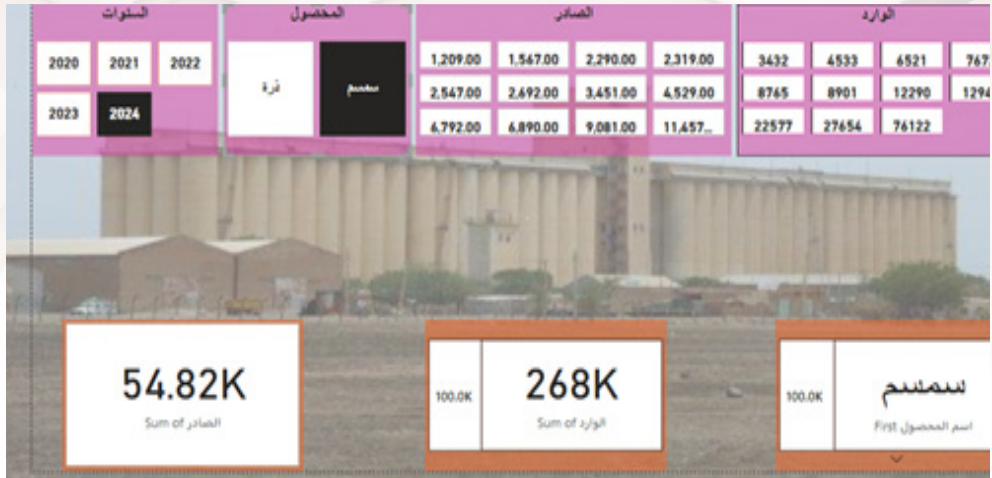 السنوات
2020 2021 2022
2023 2024
المحصول
ذرة سمسم
الصادر
1,209.00 1,567.00 2,290.00 2,319.00
2,547.00 2,692.00 3,451.00 4,529.00
6,792.00 6,890.00 9,081.00 11,457...
الوارد
3432 4533 6521
8765 8901 12290
22577 27654 76122
54.82K
Sum of الصادر
100.0K
268K
Sum of الوارد
100.0K
سمسم
First اسم المحصول